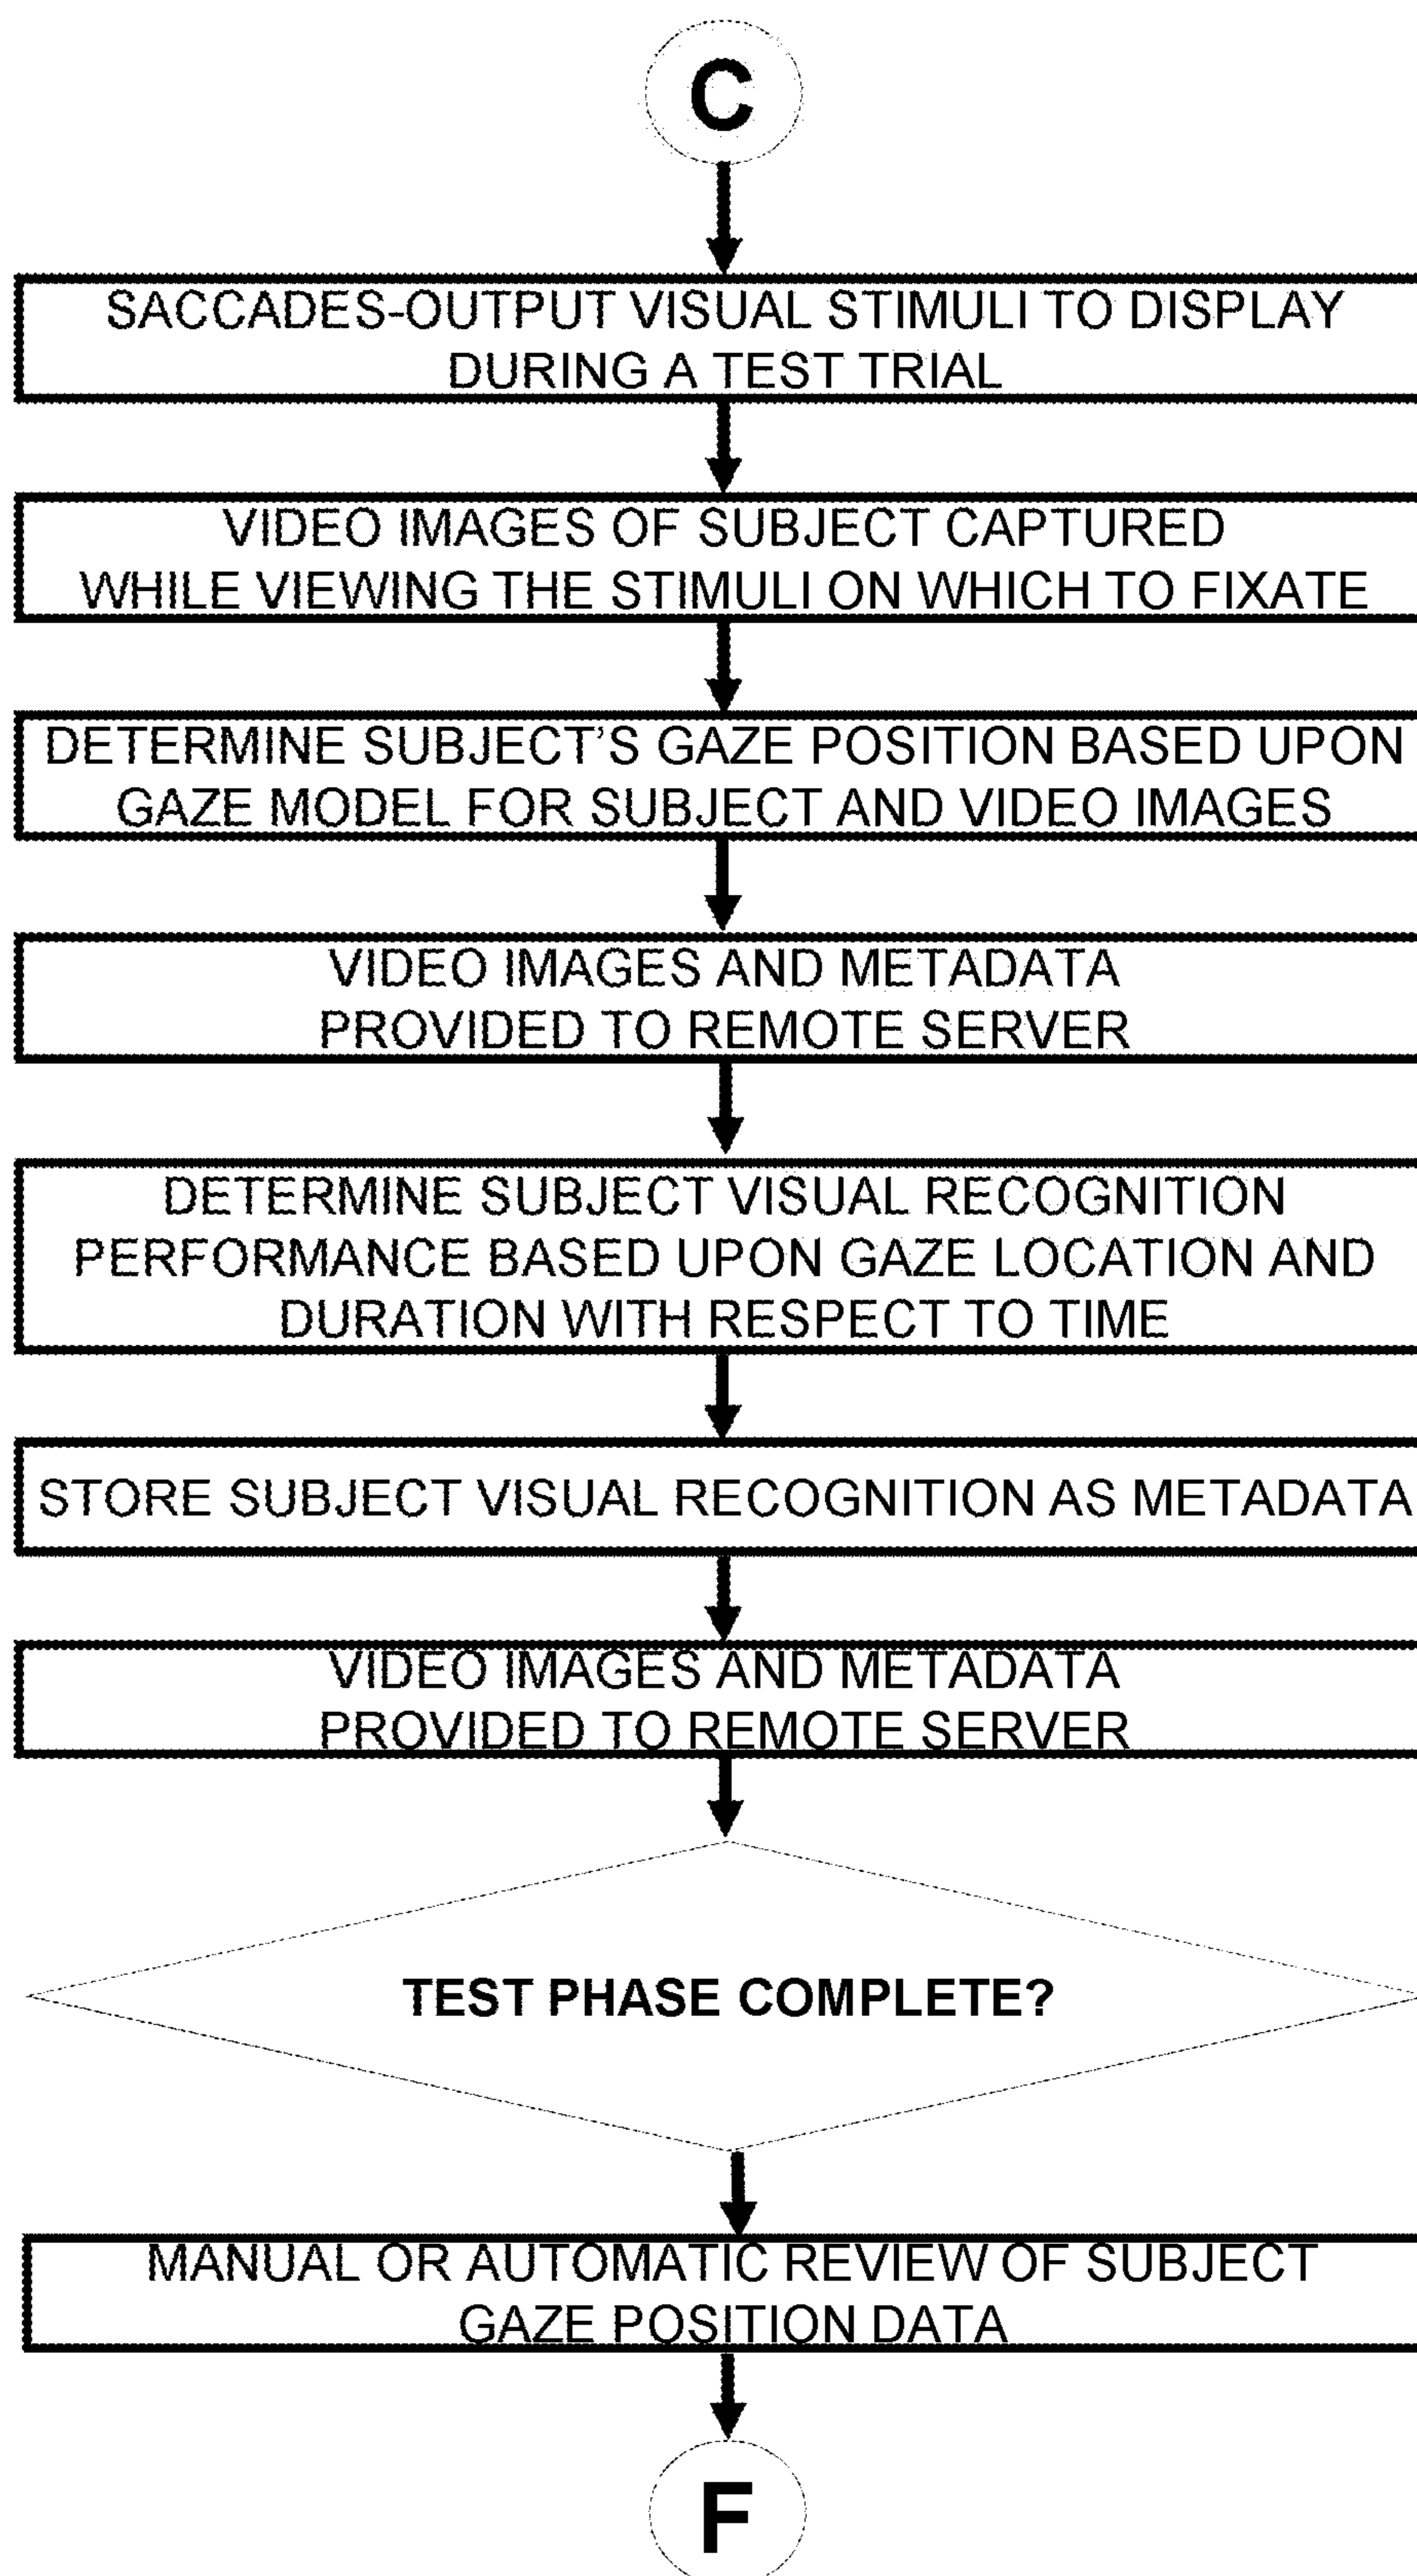 C
SACCADES-OUTPUT VISUAL STIMULI TO DISPLAY
DURING A TEST TRIAL
VIDEO IMAGES OF SUBJECT CAPTURED
WHILE VIEWING THE STIMULI ON WHICH TO FIXATE
DETERMINE SUBJECT'S GAZE POSITION BASED UPON
GAZE MODEL FOR SUBJECT AND VIDEO IMAGES
VIDEO IMAGES AND METADATA
PROVIDED TO REMOTE SERVER
DETERMINE SUBJECT VISUAL RECOGNITION
PERFORMANCE BASED UPON GAZE LOCATION AND
DURATION WITH RESPECT TO TIME
STORE SUBJECT VISUAL RECOGNITION AS METADATA
VIDEO IMAGES AND METADATA
PROVIDED TO REMOTE SERVER
TEST PHASE COMPLETE?
MANUAL OR AUTOMATIC REVIEW OF SUBJECT
GAZE POSITION DATA
F